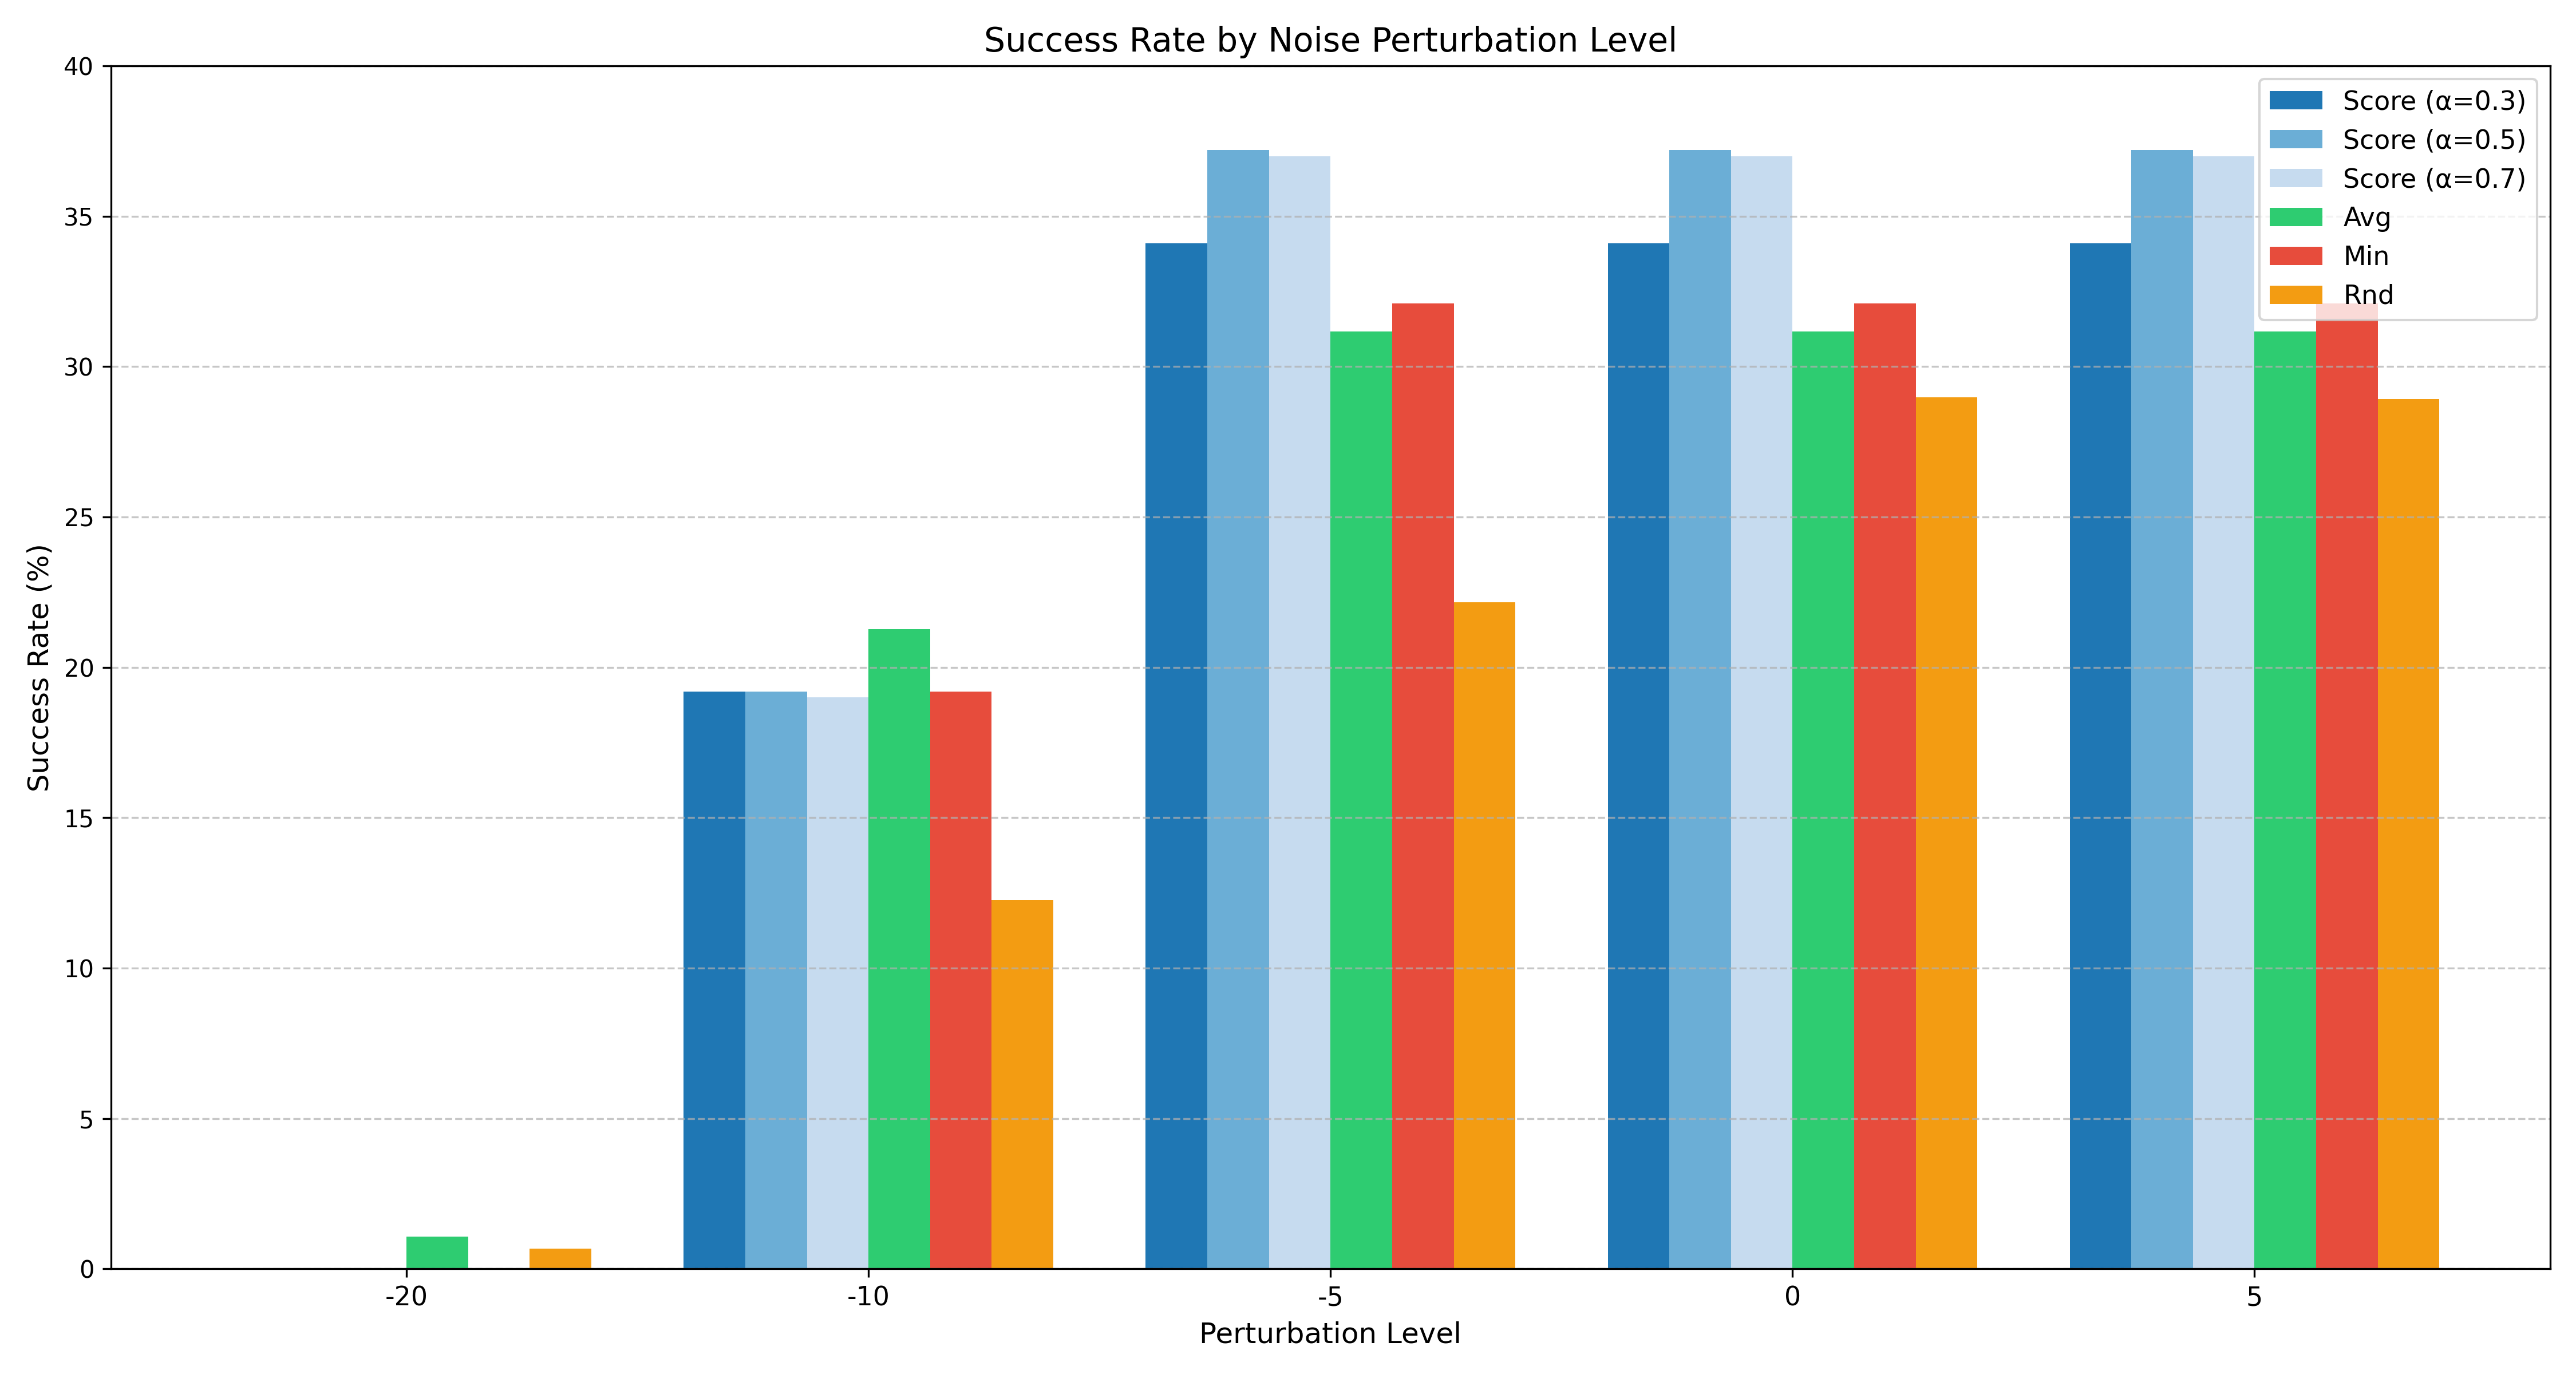 Success Rate by Noise Perturbation Level
40
35
30
25
20
15
10
5
0
Success Rate (%)
Score (α=0.3)
Score (α=0.5)
Score (α=0.7)
Avg
Min
Rnd
-20 -10 -5 0 5
Perturbation Level